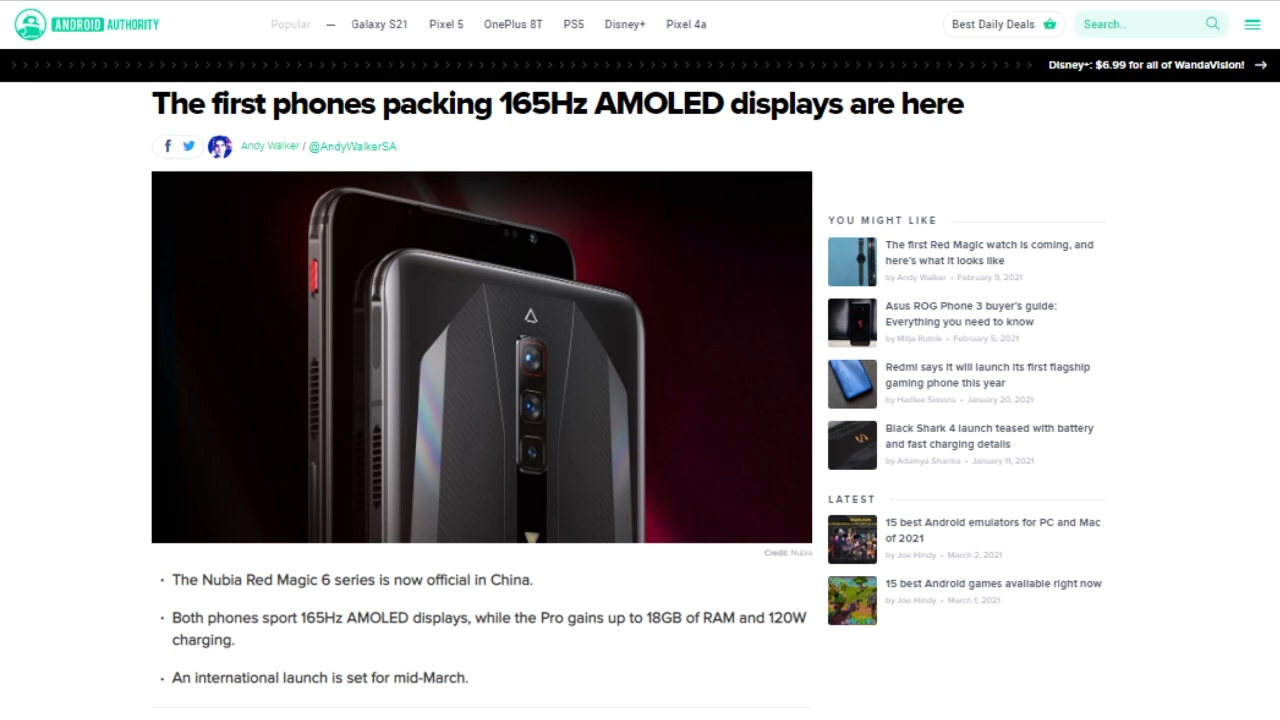 ANDROID AUTHORITY
Popular — Galaxy S21 Pixel 5 OnePlus 8T PS5 Disney+ Pixel 4a
Best Daily Deals
Search..
Disney+: $6.99 for all of WandaVision! →
The first phones packing 165Hz AMOLED displays are here
Andy Walker / @AndyWalkerSA
Credit: Nubia
• The Nubia Red Magic 6 series is now official in China.
• Both phones sport 165Hz AMOLED displays, while the Pro gains up to 18GB of RAM and 120W
charging.
• An international launch is set for mid-March.
YOU MIGHT LIKE
The first Red Magic watch is coming, and
here's what it looks like
by Andy Walker • February 9, 2021
Asus ROG Phone 3 buyer's guide:
Everything you need to know
by Mitja Rutnik • February 5, 2021
Redmi says it will launch its first flagship
gaming phone this year
by Hadlee Simons • January 20, 2021
Black Shark 4 launch teased with battery
and fast charging details
by Adamya Sharma • January 11, 2021
LATEST
15 best Android emulators for PC and Mac
of 2021
by Joe Hindy • March 2, 2021
15 best Android games available right now
by Joe Hindy • March 1, 2021